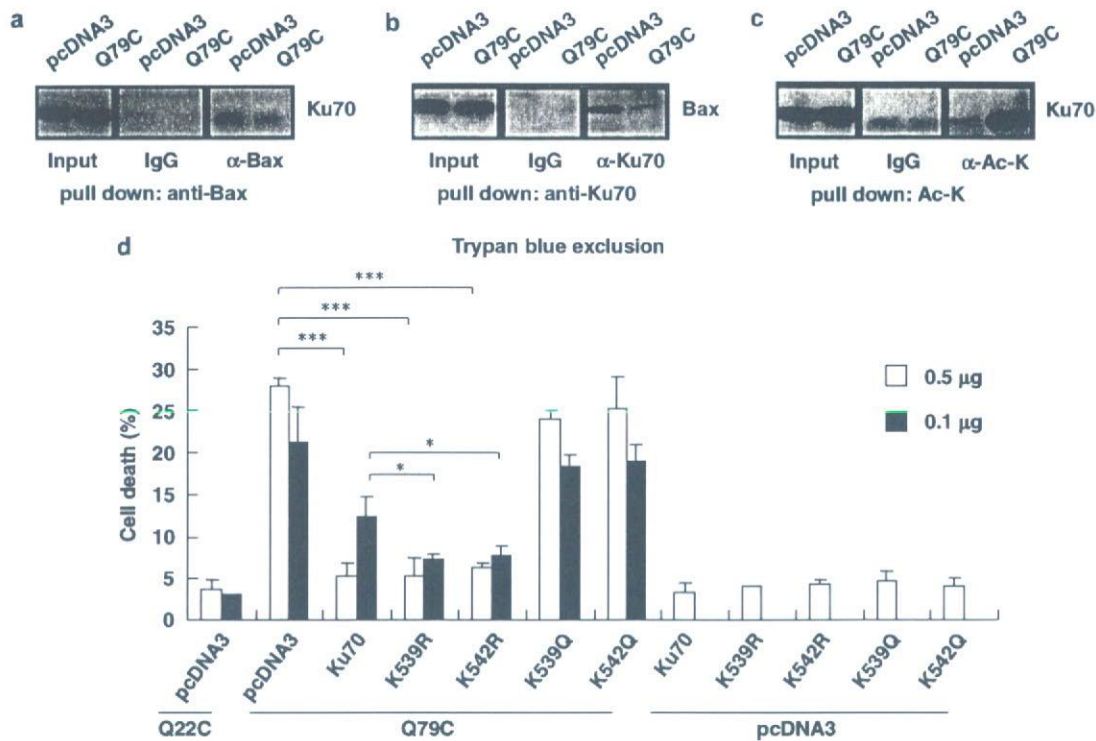 a
pcDNA3 Q79C pcDNA3 Q79C pcDNA3 Q79C
Ku70
Input IgG α-Bax
pull down: anti-Bax
b
pcDNA3 Q79C pcDNA3 Q79C pcDNA3 Q79C
Bax
Input IgG α-Ku70
pull down: anti-Ku70
c
pcDNA3 Q79C pcDNA3 Q79C pcDNA3 Q79C
Ku70
Input IgG α-Ac-K
pull down: Ac-K
d
Trypan blue exclusion
***
***
***
*
*
35
30
25
20
15
10
5
0
Cell death (%)
0.5 μg
0.1 μg
pcDNA3 pcDNA3 Ku70 K539R K542R K539Q K542Q Ku70 K539R K542R K539Q K542Q
Q22C Q79C pcDNA3